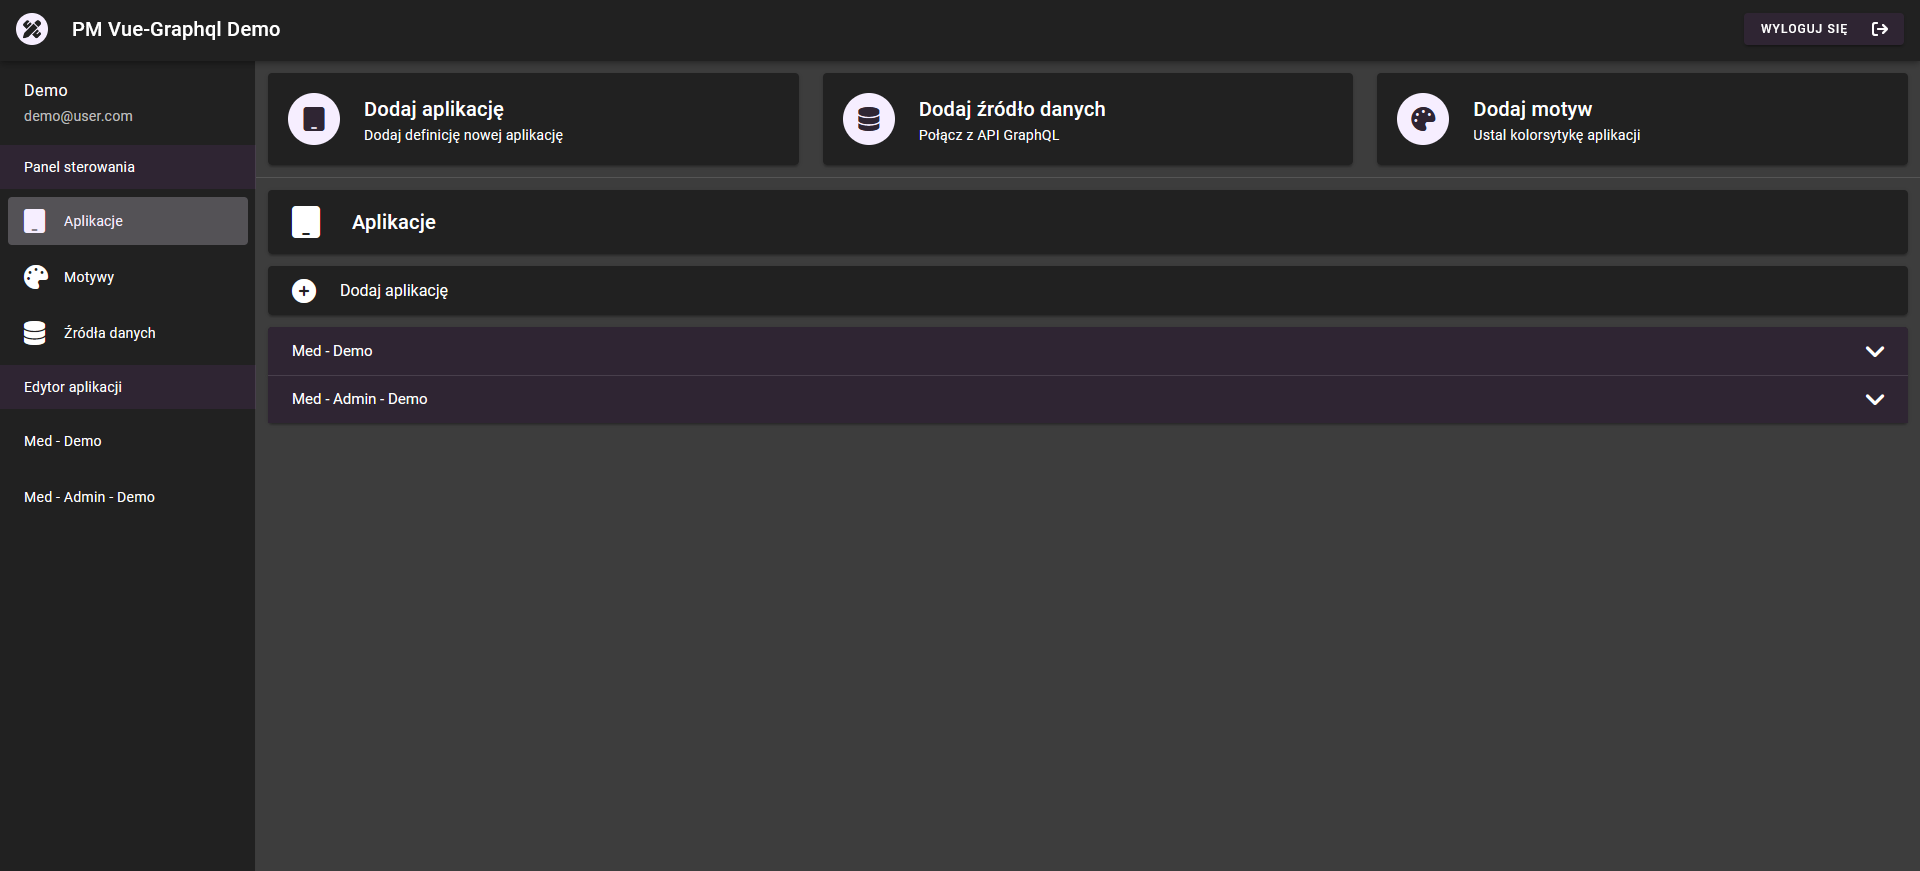 PM Vue-Graphql Demo
WYLOGUJ SIĘ
Demo
demo@user.com
Panel sterowania
Aplikacje
Motywy
Źródła danych
Edytor aplikacji
Med - Demo
Med - Admin - Demo
Dodaj aplikację
Dodaj definicję nowej aplikację
Dodaj źródło danych
Połącz z API GraphQL
Dodaj motyw
Ustal kolorsytykę aplikacji
Aplikacje
Dodaj aplikację
Med - Demo
Med - Admin - Demo